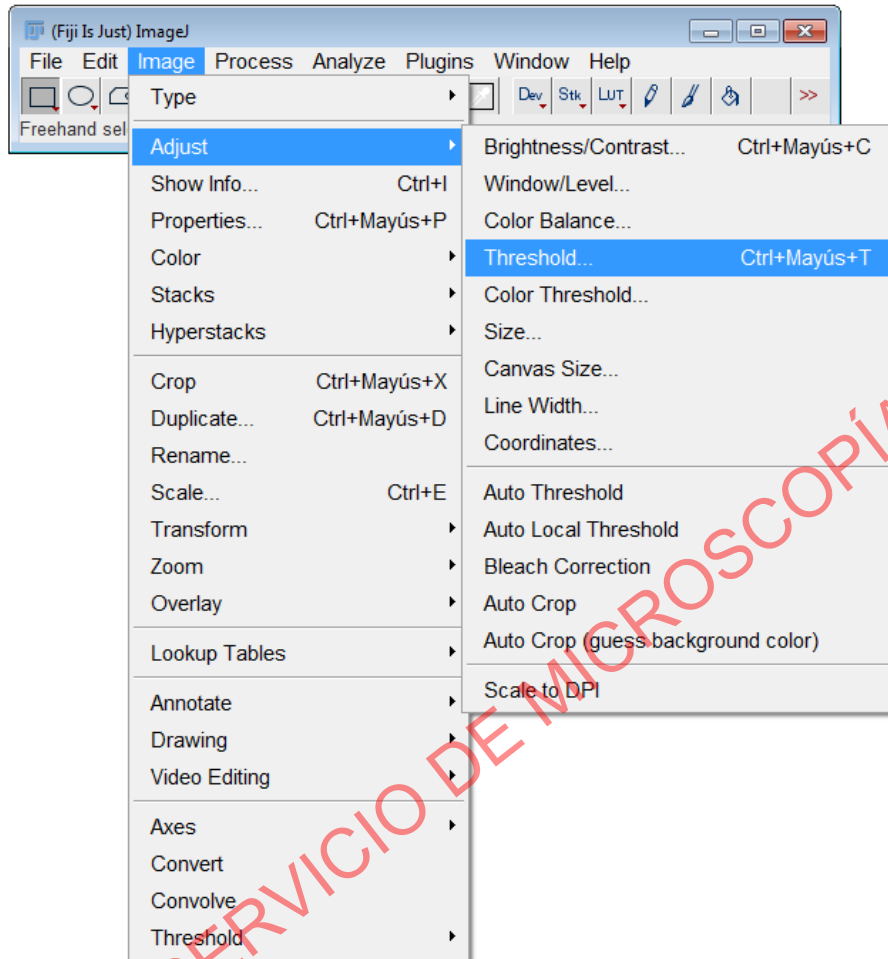 (Fiji Is Just) ImageJ
File Edit Image Process Analyze Plugins Window Help
Dev Stk LUT >>
Freehand sel
Type
Adjust
Show Info... Ctrl+I
Properties... Ctrl+Mayús+P
Color
Stacks
Hyperstacks
Crop Ctrl+Mayús+X
Duplicate... Ctrl+Mayús+D
Rename...
Scale... Ctrl+E
Transform
Zoom
Overlay
Lookup Tables
Annotate
Drawing
Video Editing
Axes
Convert
Convolve
Threshold
Brightness/Contrast... Ctrl+Mayús+C
Window/Level...
Color Balance...
Threshold... Ctrl+Mayús+T
Color Threshold...
Size...
Canvas Size...
Line Width...
Coordinates...
Auto Threshold
Auto Local Threshold
Bleach Correction
Auto Crop
Auto Crop (guess background color)
Scale to DPI
SERVICIO DE MICROSCOPÍA